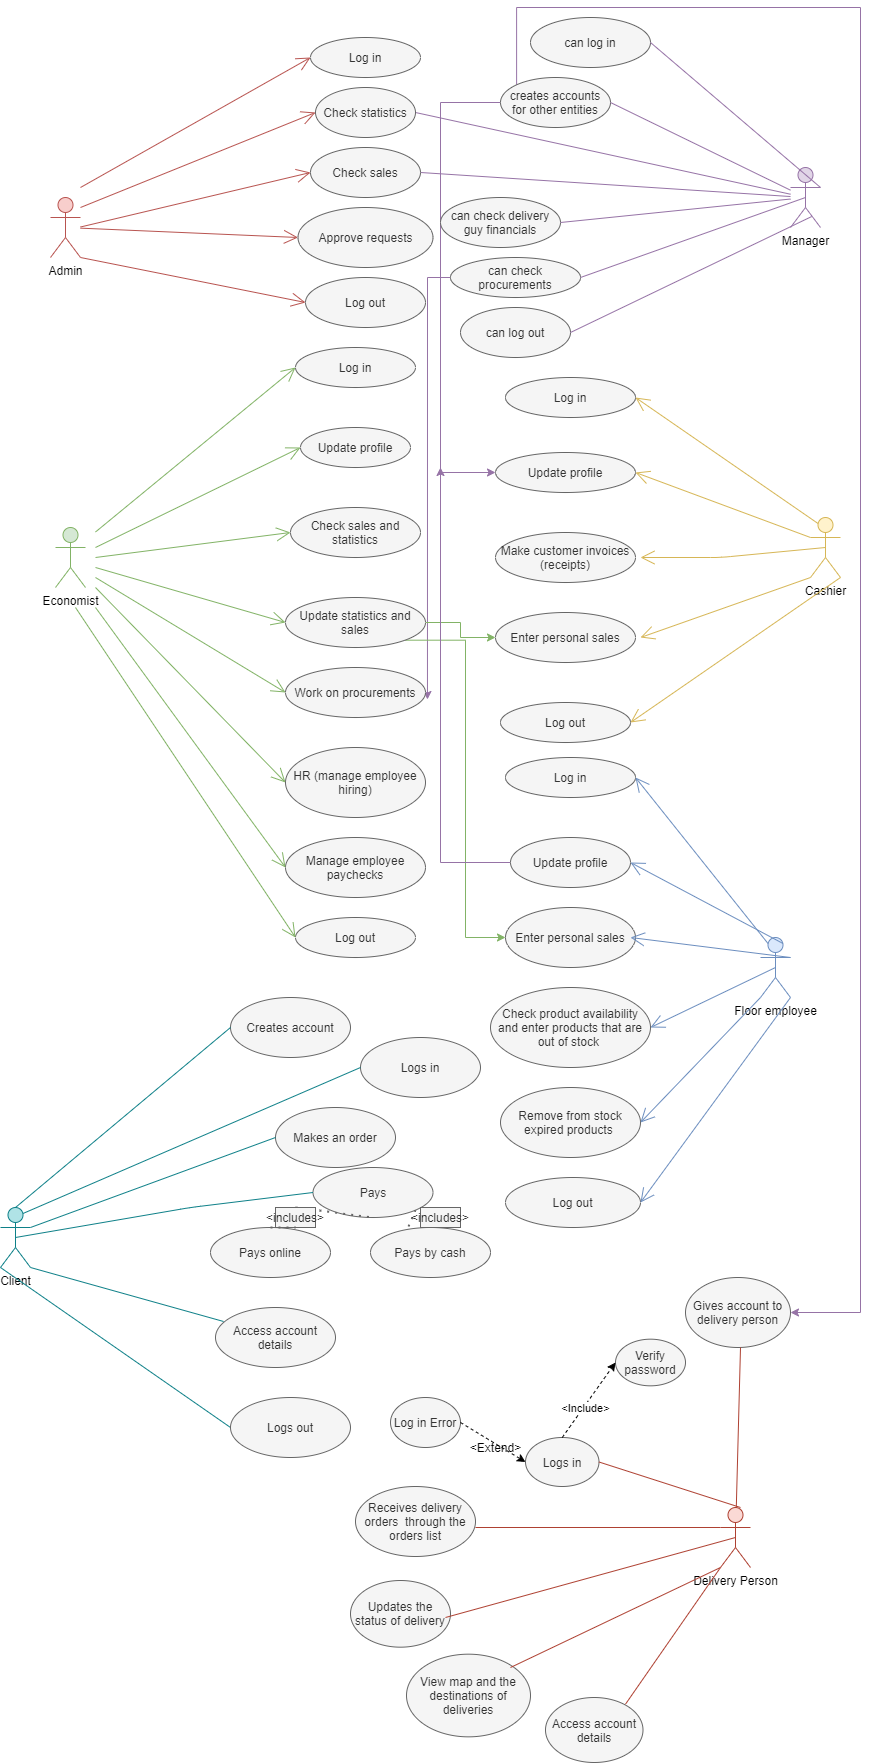 Log in
Check statistics
Check sales
Approve requests
Log out
Admin
can log in
creates accounts
for other entities
can check delivery
guy financials
can check
procurements
can log out
Manager
Log in
Update profile
Check sales and
statistics
Update statistics and
sales
Work on procurements
HR (manage employee
hiring)
Manage employee
paychecks
Log out
Economist
Log in
Update profile
Make customer invoices
(receipts)
Enter personal sales
Log out
Cashier
Log in
Update profile
Enter personal sales
Check product availability
and enter products that are
out of stock
Remove from stock
expired products
Log out
Floor employee
Creates account
Logs in
Makes an order
Pays
<includes>
<includes>
Pays online
Pays by cash
Access account
details
Logs out
Client
Gives account to
delivery person
Verify
password
<Include>
Log in Error
<Extend>
Logs in
Receives delivery
orders through the
orders list
Updates the
status of delivery
View map and the
destinations of
deliveries
Access account
details
Delivery Person